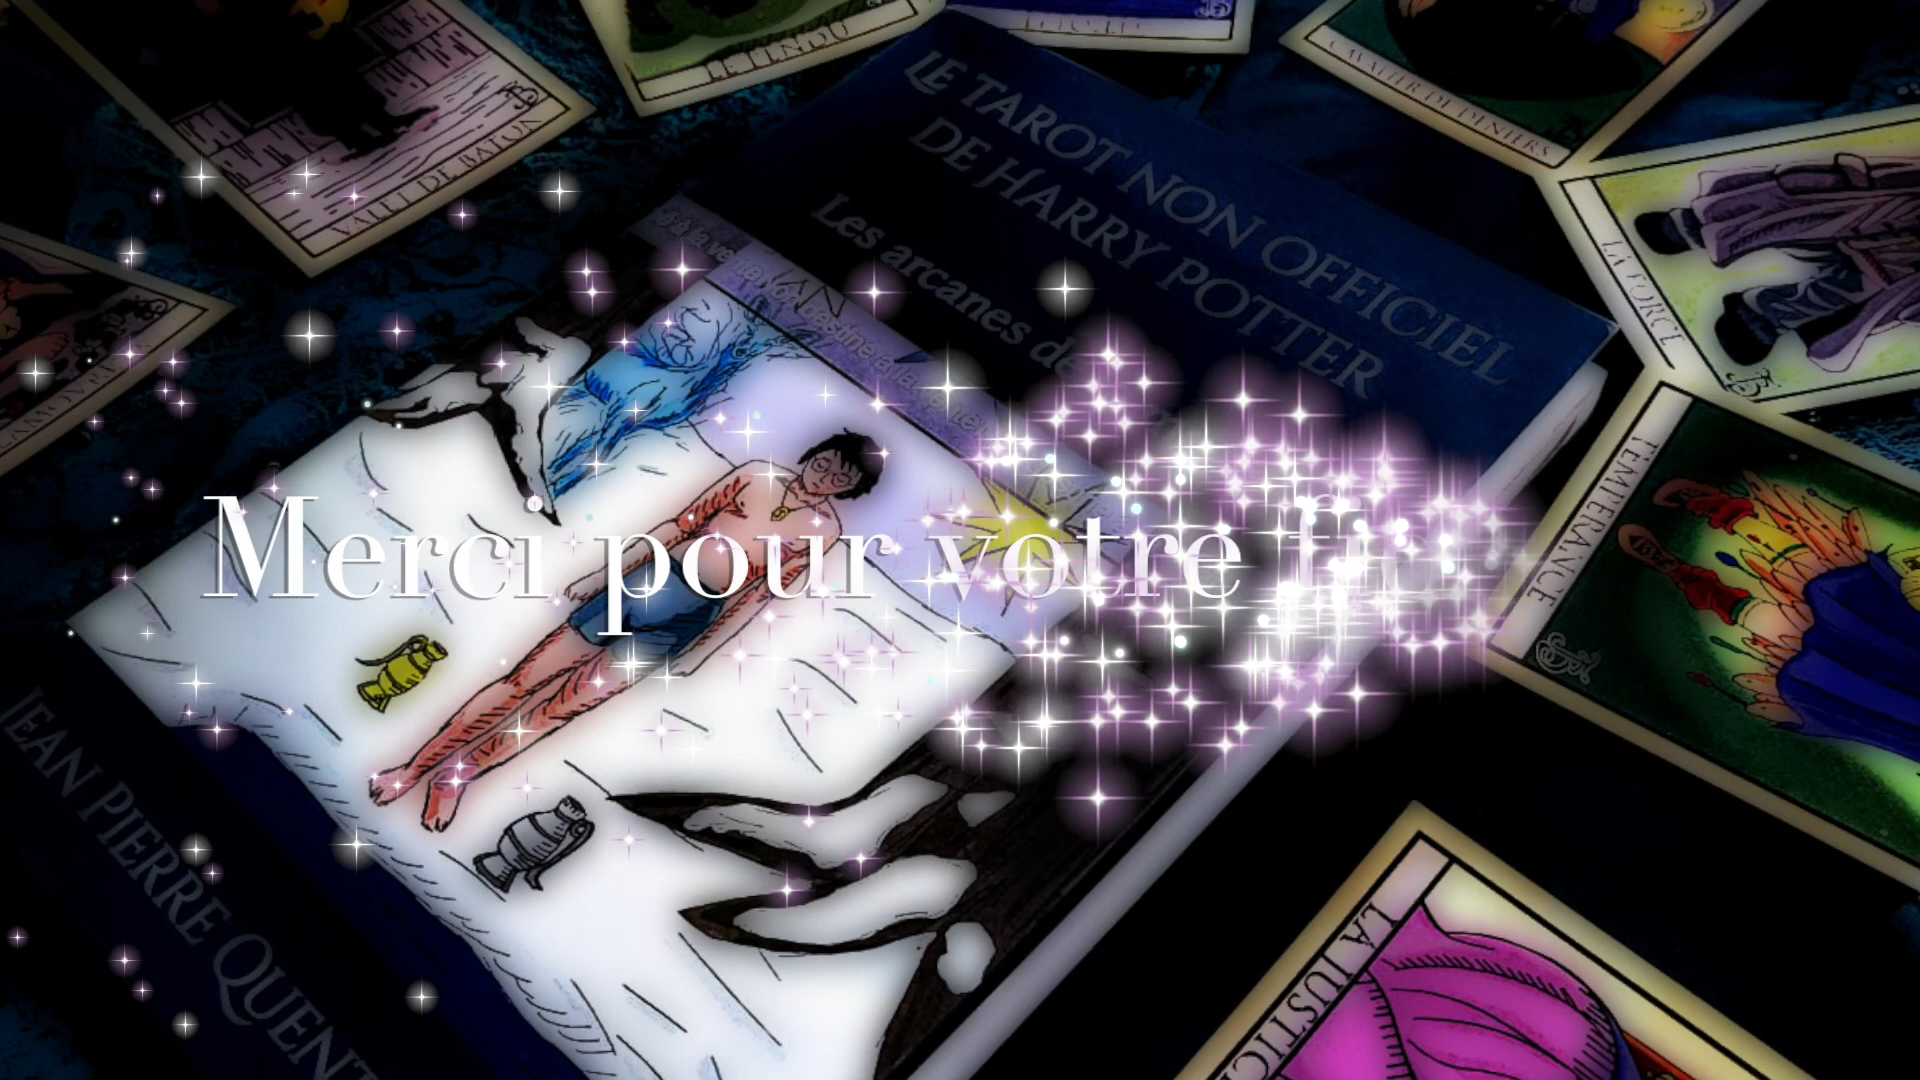 LE PENDU
CAVALIER DE DENIERS
VALET DE BATON
LE TAROT NON OFFICIEL
DE HARRY POTTER
Les arcanes de
LA FORCE
TEMPERANCE
Merci pour votre
JEAN PIERRE QUENT
LA JUSTICE